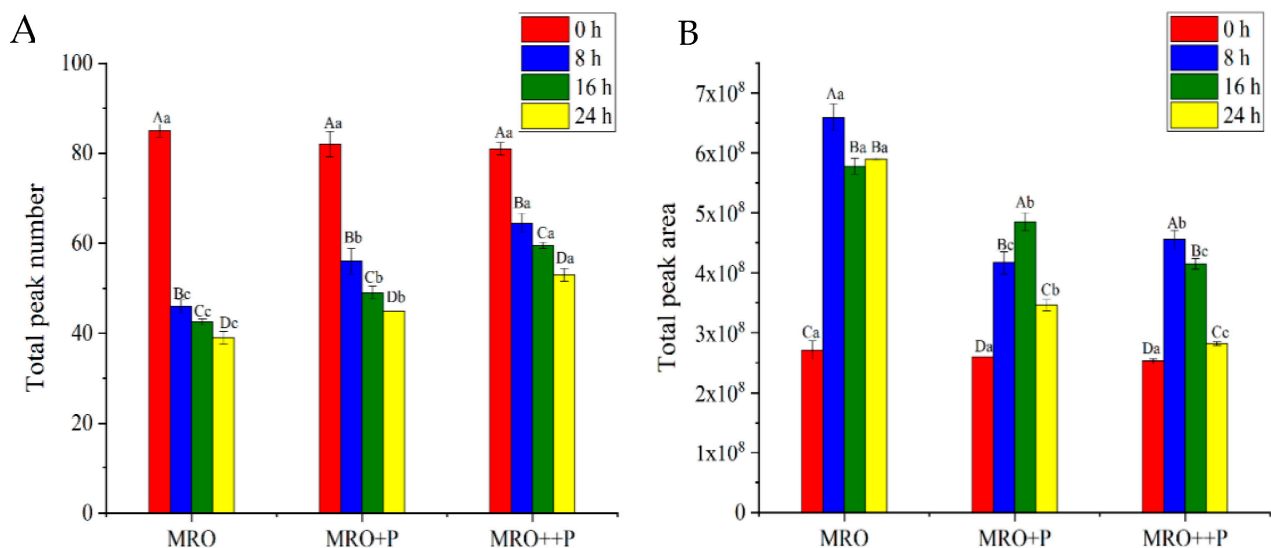 A
0 h
8 h
16 h
24 h
Total peak number
100
80
60
40
20
0
Aa
Bc
Cc
Dc
Aa
Bb
Cb
Db
Aa
Ba
Ca
Da
MRO
MRO+P
MRO++P
B
0 h
8 h
16 h
24 h
Total peak area
7x10⁸
6x10⁸
5x10⁸
4x10⁸
3x10⁸
2x10⁸
1x10⁸
0
Ca
Aa
Ba
Ba
Da
Bc
Ab
Cb
Da
Ab
Bc
Cc
MRO
MRO+P
MRO++P